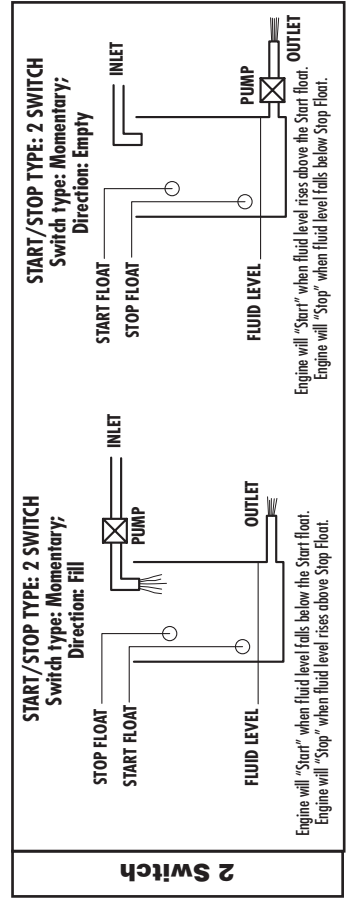 2 Switch
START/STOP TYPE: 2 SWITCH
Switch type: Momentary;
Direction: Fill
STOP FLOAT
START FLOAT
FLUID LEVEL
PUMP
INLET
OUTLET
Engine will "Start" when fluid level falls below the Start float.
Engine will "Stop" when fluid level rises above Stop Float.
START/STOP TYPE: 2 SWITCH
Switch type: Momentary;
Direction: Empty
START FLOAT
STOP FLOAT
FLUID LEVEL
INLET
PUMP
OUTLET
Engine will "Start" when fluid level rises above the Start float.
Engine will "Stop" when fluid level falls below Stop Float.